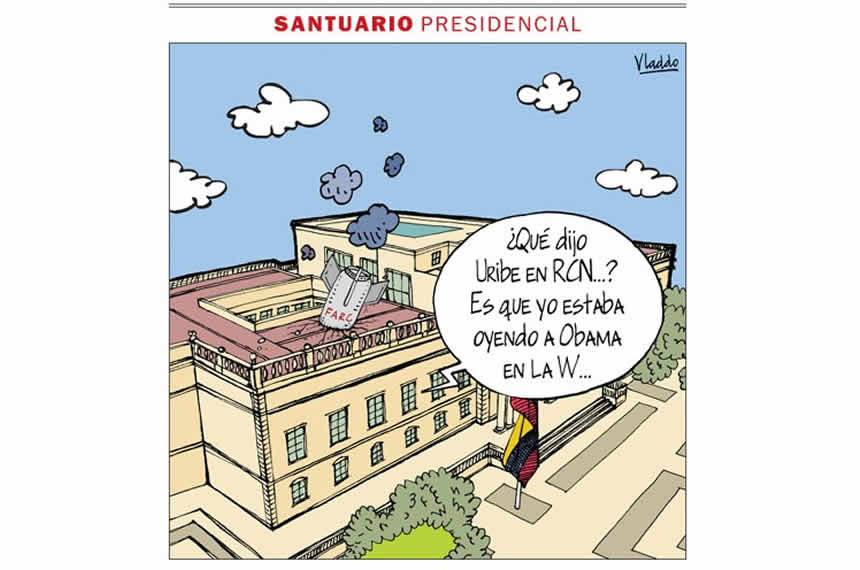 SANTUARIO PRESIDENCIAL
Vladdo
¿Qué dijo
Uribe en RCN...?
Es que yo estaba
oyendo a Obama
en la W...
FARC